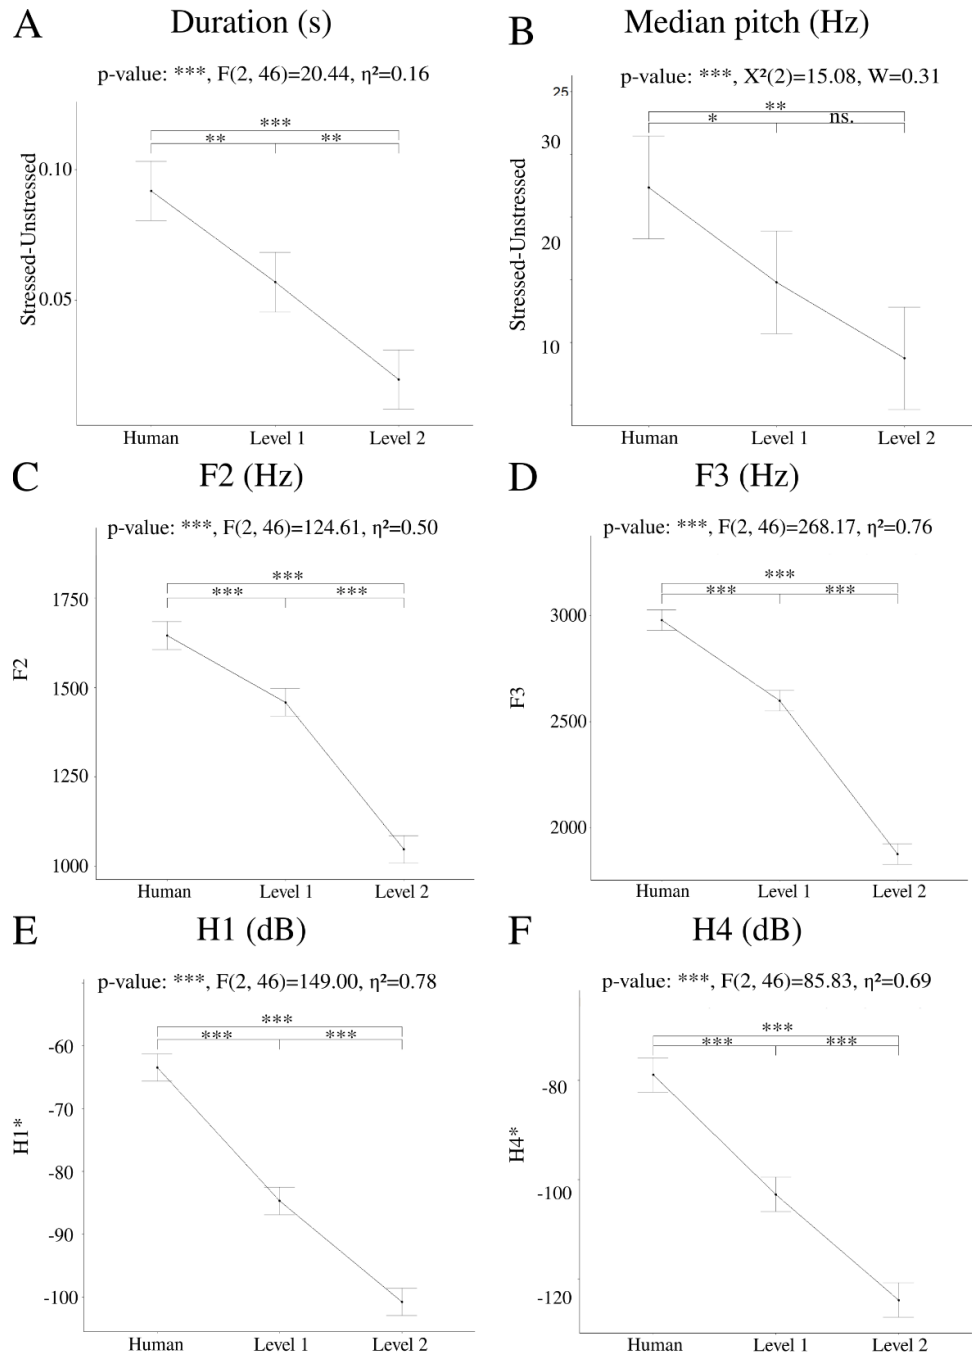 A
Duration (s)
p-value: ***, F(2, 46)=20.44, η²=0.16
***
**
**
Stressed-Unstressed
0.10
0.05
Human
Level 1
Level 2
B
Median pitch (Hz)
p-value: ***, X²(2)=15.08, W=0.31
**
*
ns.
Stressed-Unstressed
25
30
20
10
Human
Level 1
Level 2
C
F2 (Hz)
p-value: ***, F(2, 46)=124.61, η²=0.50
***
***
***
F2
1750
1500
1250
1000
Human
Level 1
Level 2
D
F3 (Hz)
p-value: ***, F(2, 46)=268.17, η²=0.76
***
***
***
F3
3000
2500
2000
Human
Level 1
Level 2
E
H1 (dB)
p-value: ***, F(2, 46)=149.00, η²=0.78
***
***
***
H1*
-60
-70
-80
-90
-100
Human
Level 1
Level 2
F
H4 (dB)
p-value: ***, F(2, 46)=85.83, η²=0.69
***
***
***
H4*
-80
-100
-120
Human
Level 1
Level 2